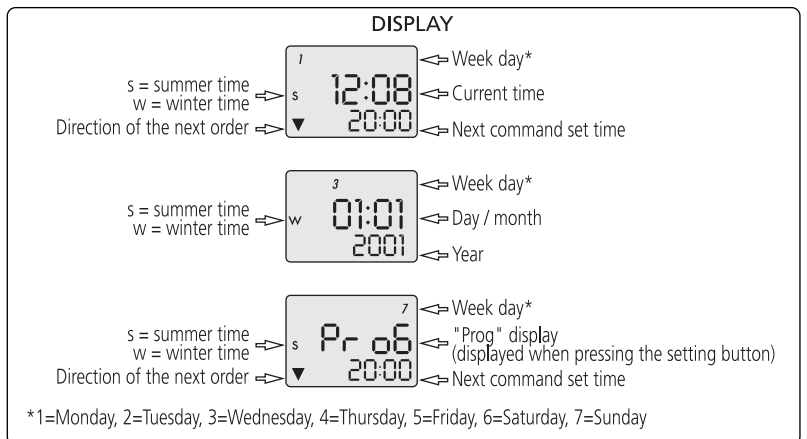 DISPLAY
1
Week day*
s = summer time
w = winter time
s
12:08
Current time
Direction of the next order
▼
20:00
Next command set time
3
Week day*
s = summer time
w = winter time
w
01:01
Day / month
2001
Year
7
Week day*
s = summer time
w = winter time
s
Pr o6
"Prog" display
(displayed when pressing the setting button)
Direction of the next order
▼
20:00
Next command set time
*1=Monday, 2=Tuesday, 3=Wednesday, 4=Thursday, 5=Friday, 6=Saturday, 7=Sunday